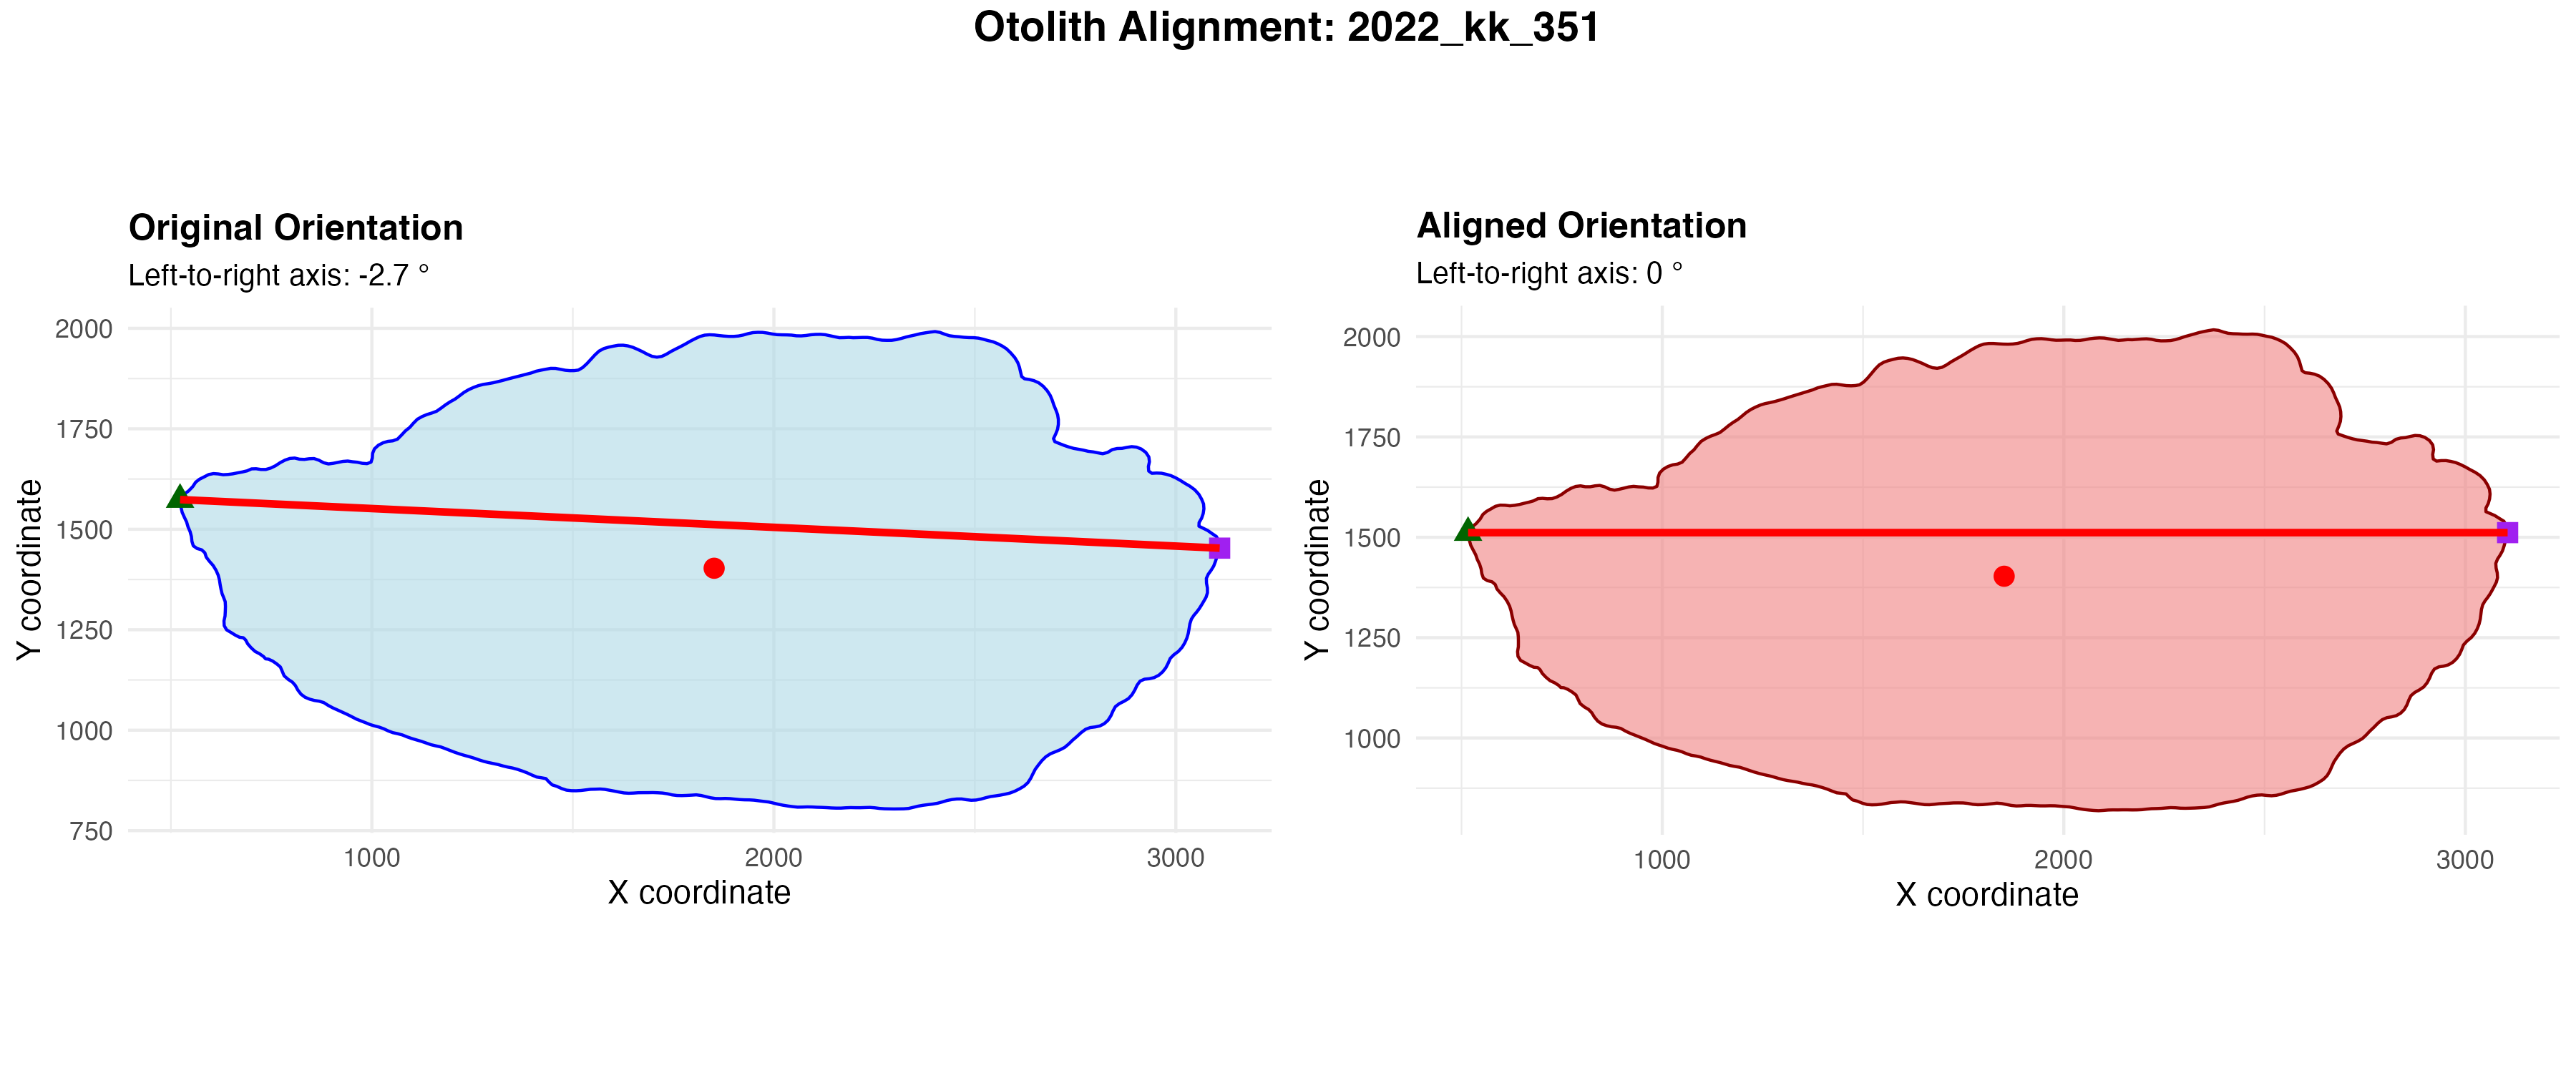 Otolith Alignment: 2022_kk_351
Original Orientation
Left-to-right axis: -2.7 °
2000
1750
1500
1250
1000
750
Y coordinate
1000 2000 3000
X coordinate
Aligned Orientation
Left-to-right axis: 0 °
2000
1750
1500
1250
1000
Y coordinate
1000 2000 3000
X coordinate